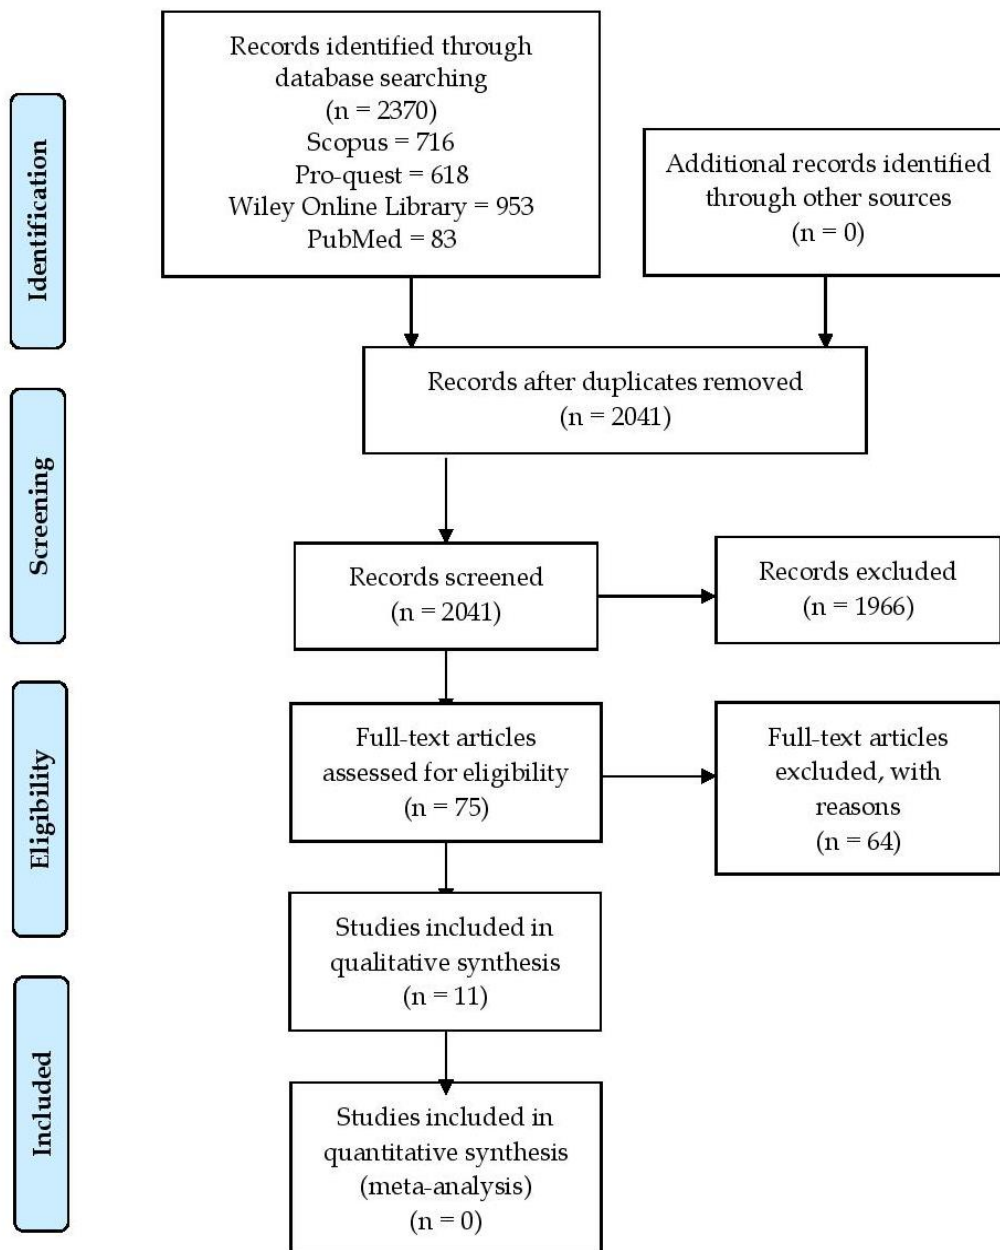 Identification
Records identified through
database searching
(n = 2370)
Scopus = 716
Pro-quest = 618
Wiley Online Library = 953
PubMed = 83
Additional records identified
through other sources
(n = 0)
Records after duplicates removed
(n = 2041)
Screening
Records screened
(n = 2041)
Records excluded
(n = 1966)
Eligibility
Full-text articles
assessed for eligibility
(n = 75)
Full-text articles
excluded, with
reasons
(n = 64)
Studies included in
qualitative synthesis
(n = 11)
Included
Studies included in
quantitative synthesis
(meta-analysis)
(n = 0)